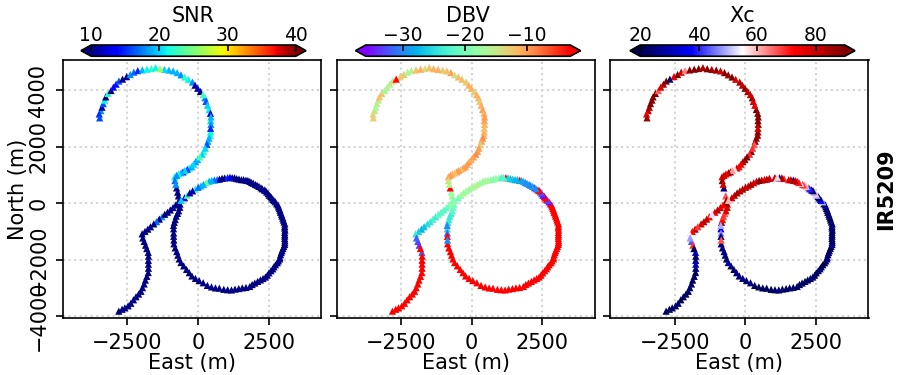 SNR DBV Xc
10 20 30 40 −30 −20 −10 20 40 60 80
4000
2000
0
−2000
−4000
North (m)
IR5209
−2500 0 2500 −2500 0 2500 −2500 0 2500
East (m) East (m) East (m)